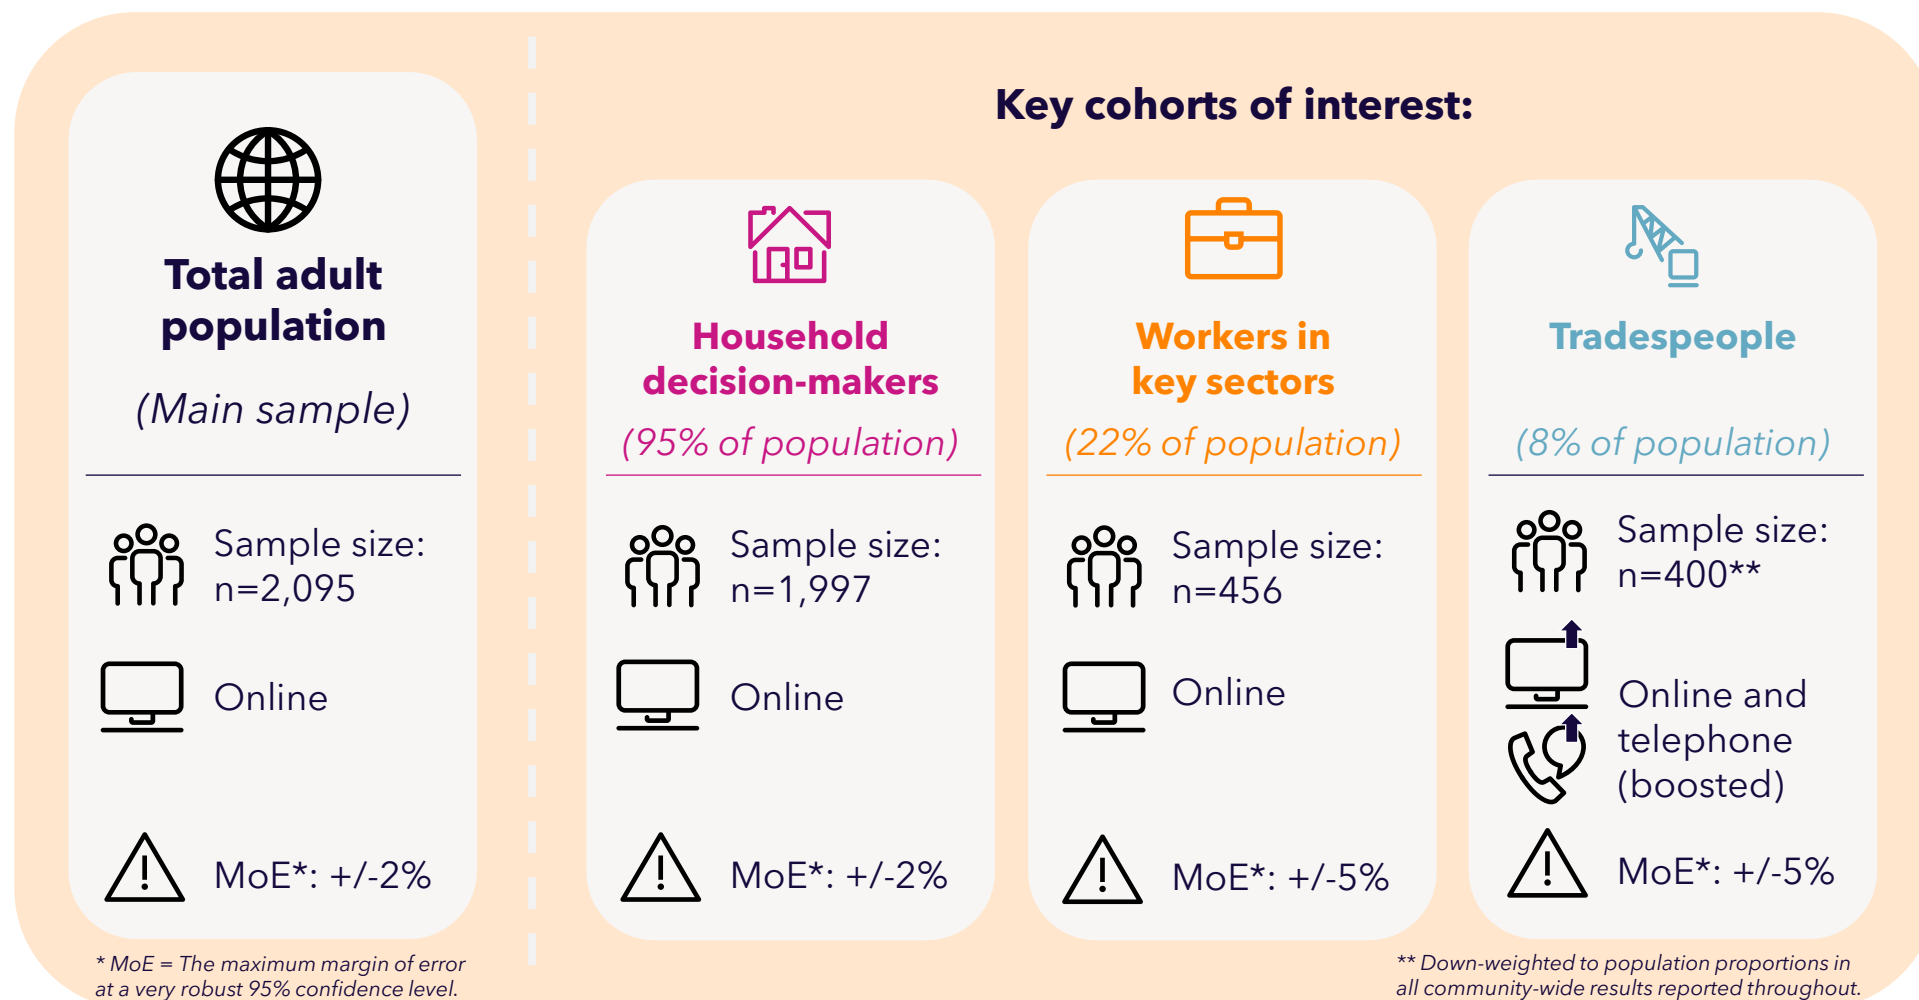 Total adult
population
(Main sample)
Sample size:
n=2,095
Online
MoE*: +/-2%
* MoE = The maximum margin of error
at a very robust 95% confidence level.
Key cohorts of interest:
Household
decision-makers
(95% of population)
Sample size:
n=1,997
Online
MoE*: +/-2%
Workers in
key sectors
(22% of population)
Sample size:
n=456
Online
MoE*: +/-5%
Tradespeople
(8% of population)
Sample size:
n=400**
Online and
telephone
(boosted)
MoE*: +/-5%
** Down-weighted to population proportions in
all community-wide results reported throughout.